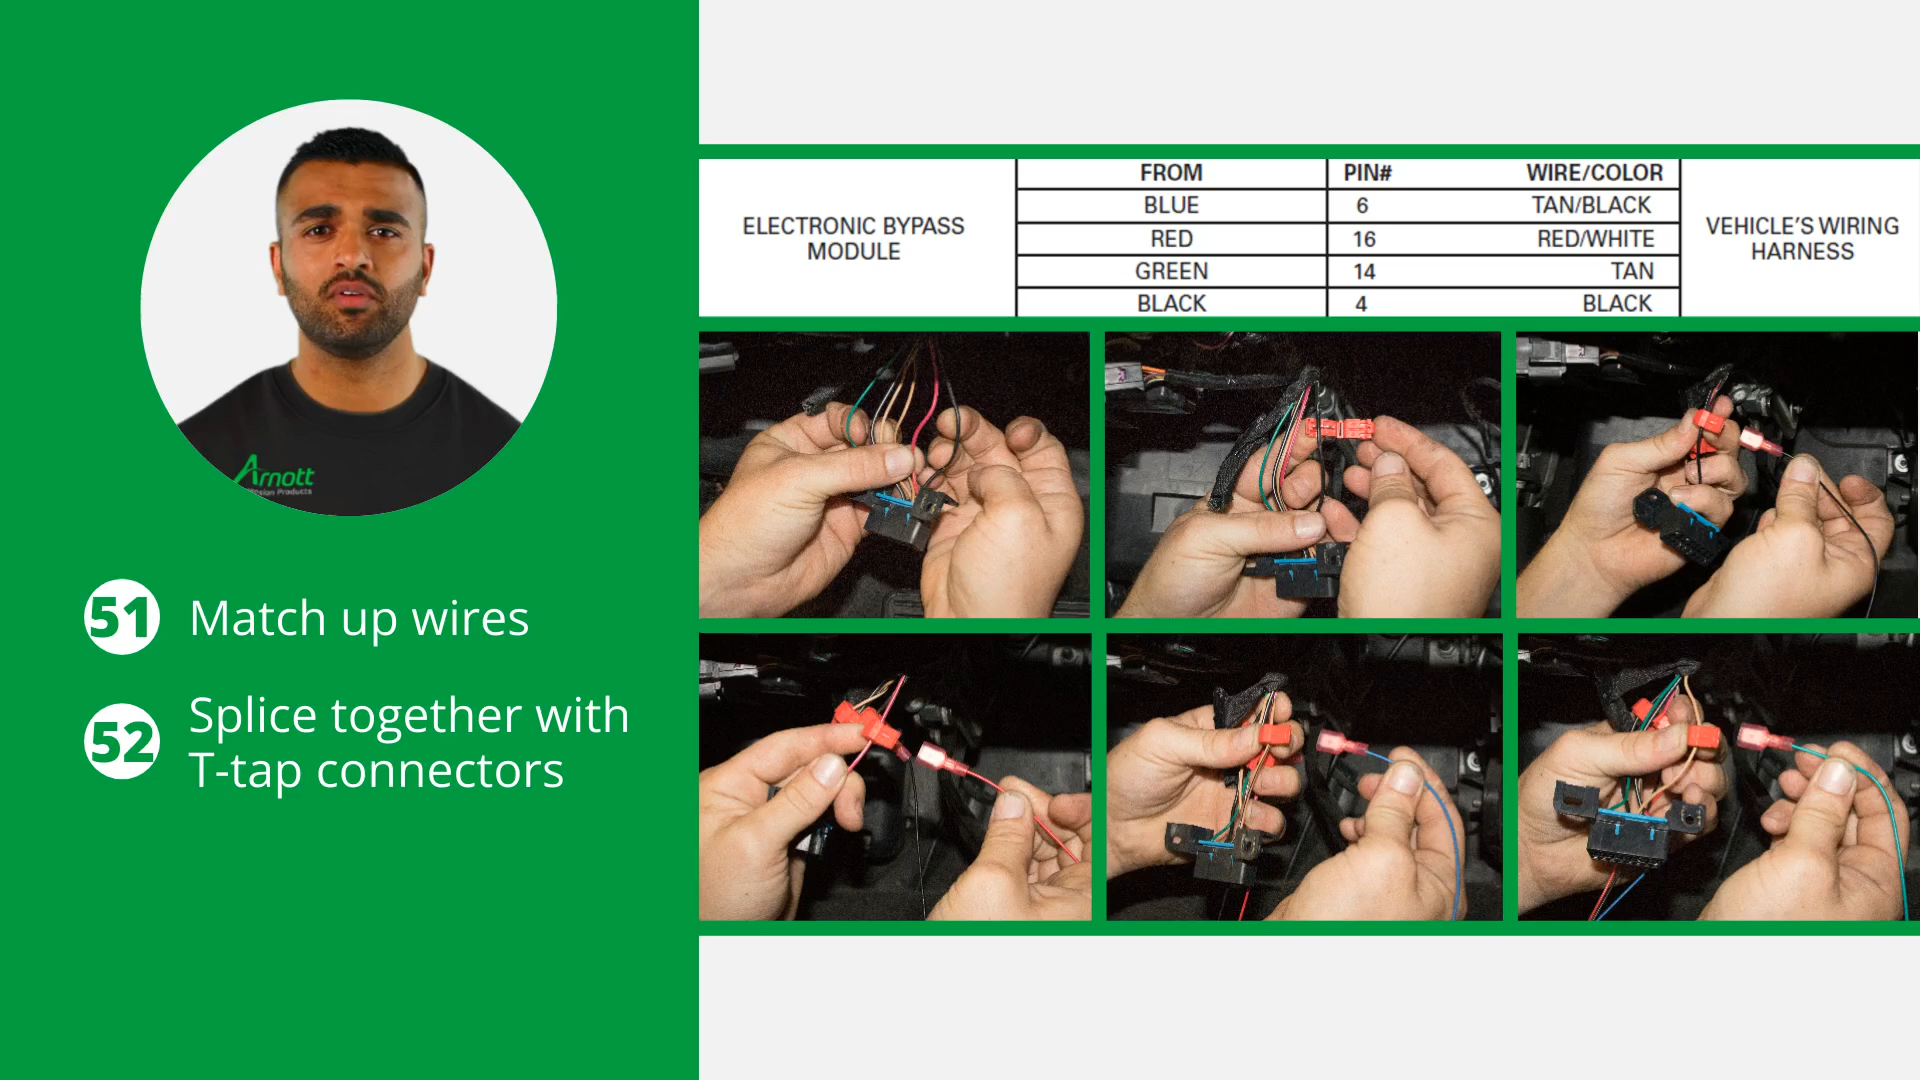 Arnott
51 Match up wires
52 Splice together with
T-tap connectors
FROM PIN# WIRE/COLOR
ELECTRONIC BYPASS
MODULE
BLUE 6 TAN/BLACK
RED 16 RED/WHITE
GREEN 14 TAN
BLACK 4 BLACK
VEHICLE'S WIRING
HARNESS